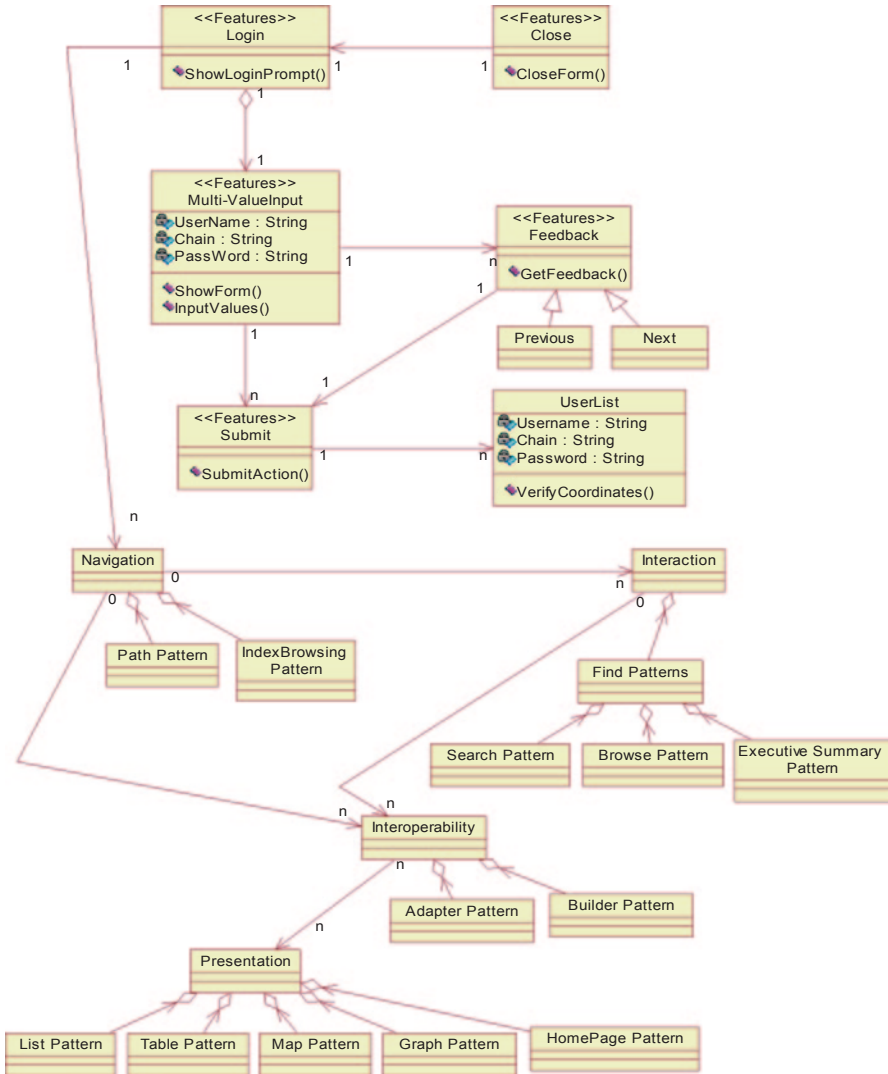 <<Features>>
Login
1
1
ShowLoginPrompt()
1
<<Features>>
Close
1
CloseForm()
1
<<Features>>
Multi-ValueInput
UserName : String
Chain : String
PassWord : String
ShowForm()
InputValues()
1
1
n
<<Features>>
Feedback
GetFeedback()
1
Previous
Next
1
n
<<Features>>
Submit
SubmitAction()
1
n
UserList
Username : String
Chain : String
Password : String
VerifyCoordinates()
n
Navigation
0
0
n
Interaction
0
Path Pattern
IndexBrowsing
Pattern
Find Patterns
Search Pattern
Browse Pattern
Executive Summary
Pattern
n
n
Interoperability
n
Adapter Pattern
Builder Pattern
n
Presentation
List Pattern
Table Pattern
Map Pattern
Graph Pattern
HomePage Pattern